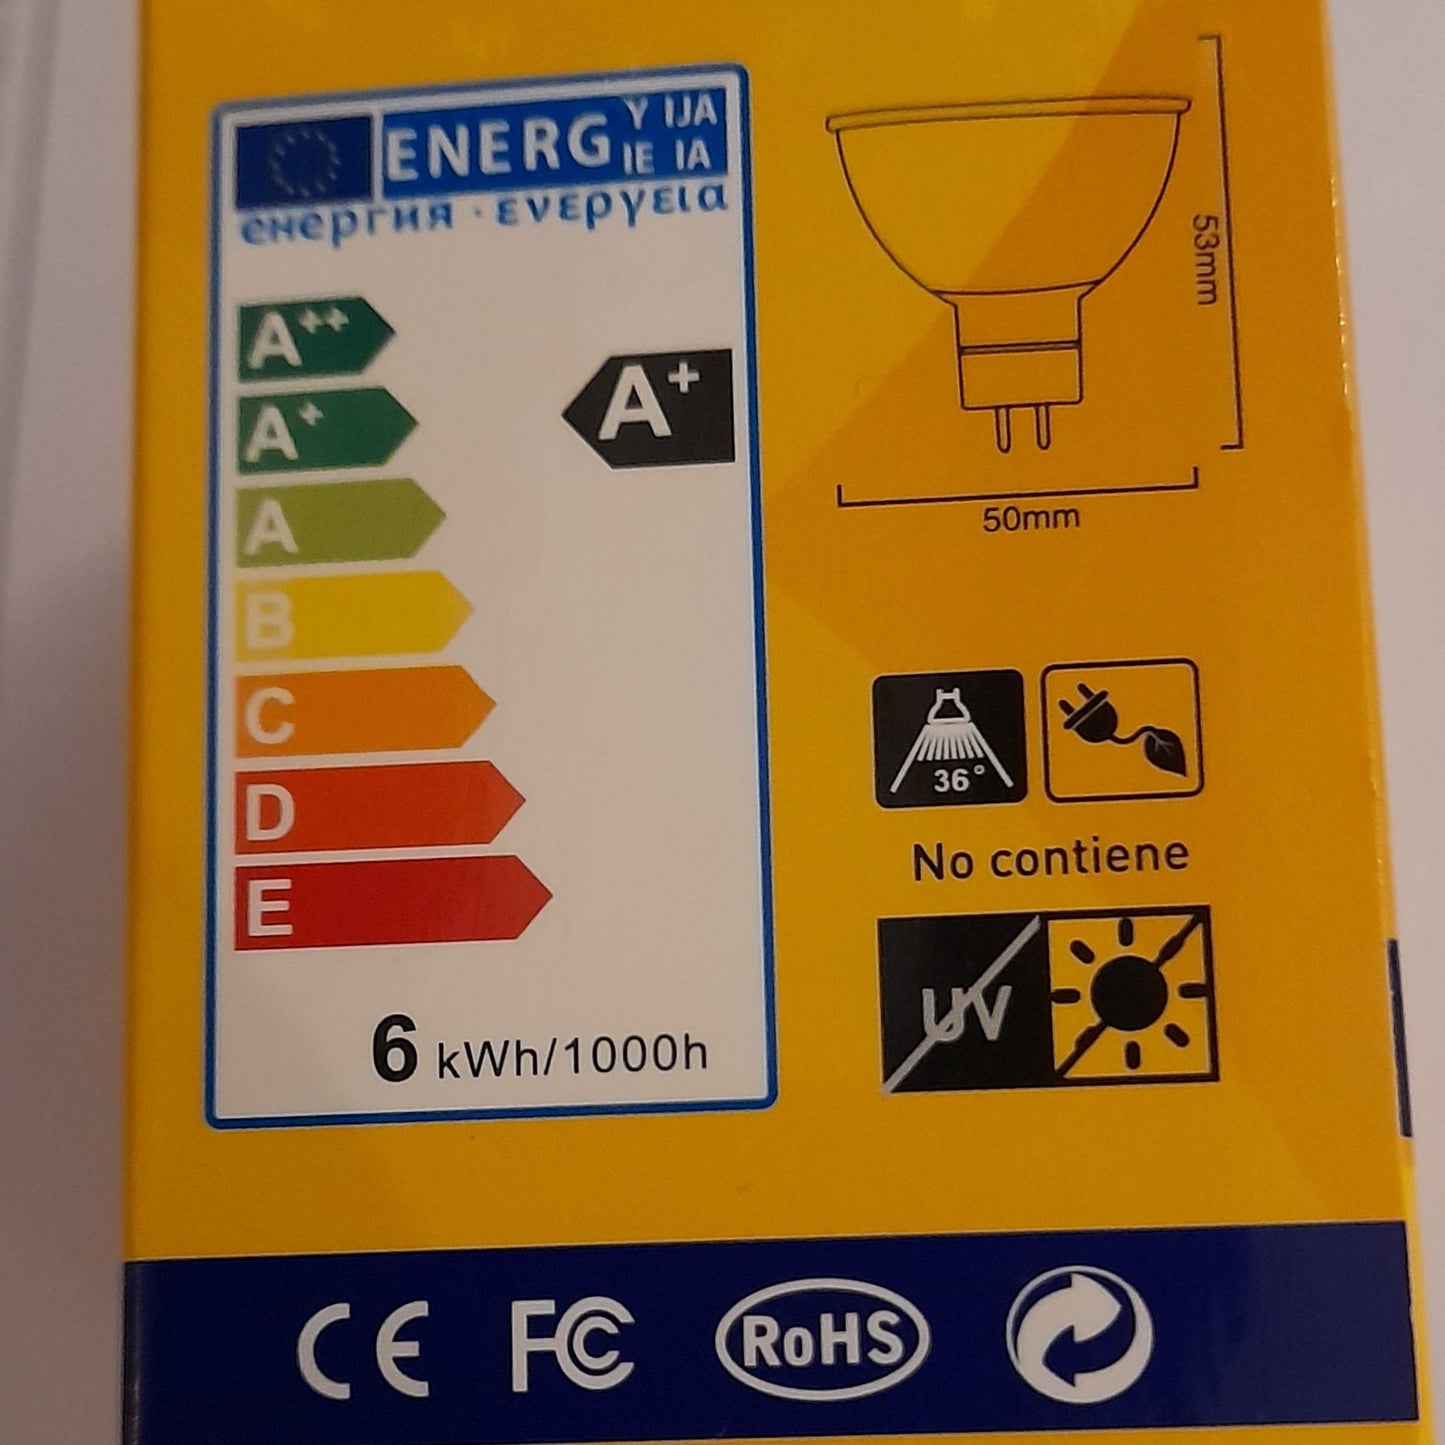 ENERG Y IJA
IE IA
енергия · ενεργεια
A++
A+
A+
A
B
C
D
E
6 kWh/1000h
53mm
50mm
36°
No contiene
UV
CE FC RoHS